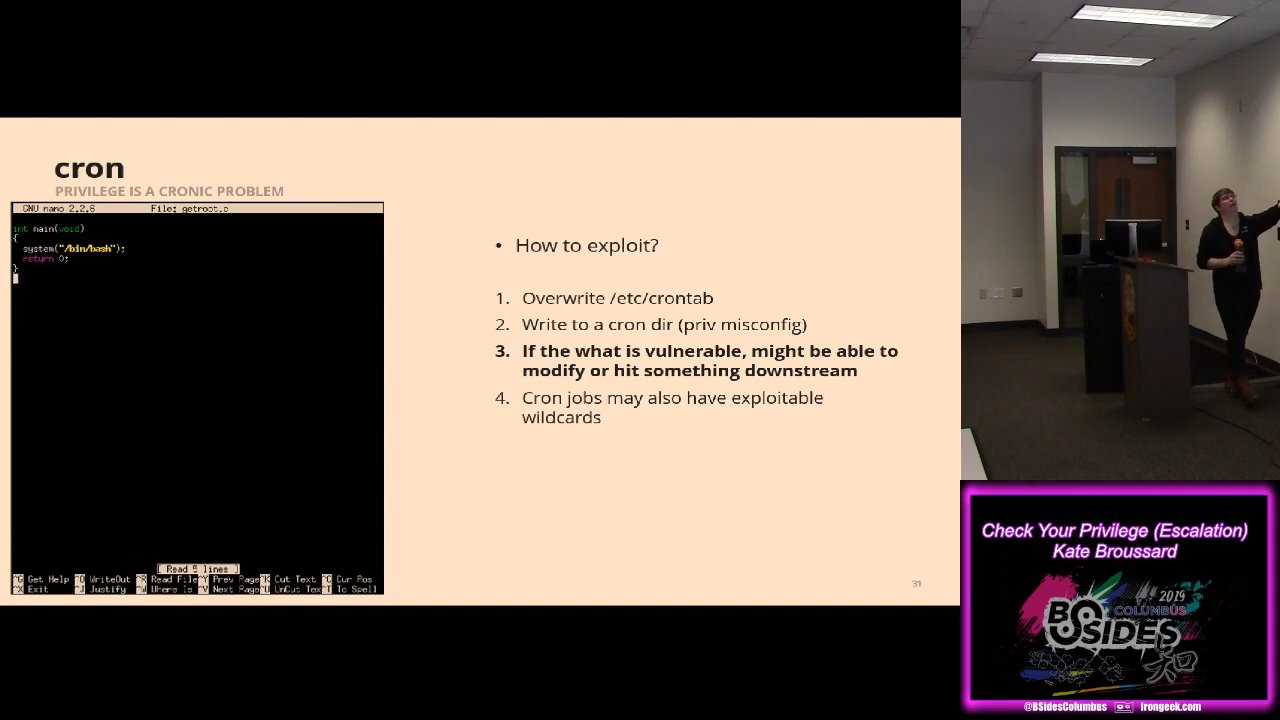 cron
PRIVILEGE IS A CRONIC PROBLEM
GNU nano 2.2.6 File: getroot.c
int main(void)
{
system("/bin/bash");
return 0;
}
[ Read 5 lines ]
^G Get Help ^O WriteOut ^R Read File ^Y Prev Page ^K Cut Text ^C Cur Pos
^X Exit ^J Justify ^W Where Is ^V Next Page ^U UnCut Text ^T To Spell
• How to exploit?
1. Overwrite /etc/crontab
2. Write to a cron dir (priv misconfig)
3. If the what is vulnerable, might be able to
modify or hit something downstream
4. Cron jobs may also have exploitable
wildcards
31
Check Your Privilege (Escalation)
Kate Broussard
2019
COLUMBUS
BSIDES
@BSidesColumbus Irongeek.com